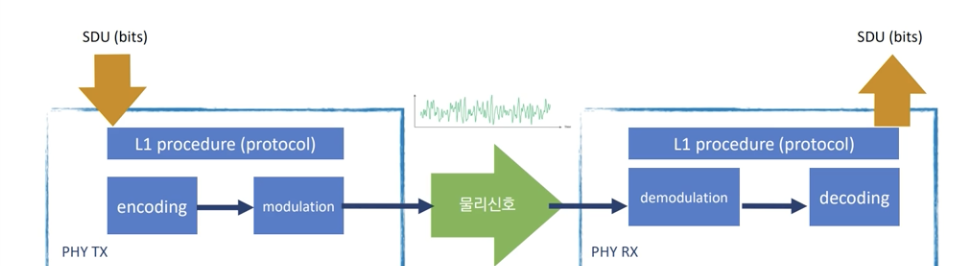 SDU (bits)
SDU (bits)
L1 procedure (protocol)
L1 procedure (protocol)
encoding
modulation
물리신호
demodulation
decoding
PHY TX
PHY RX